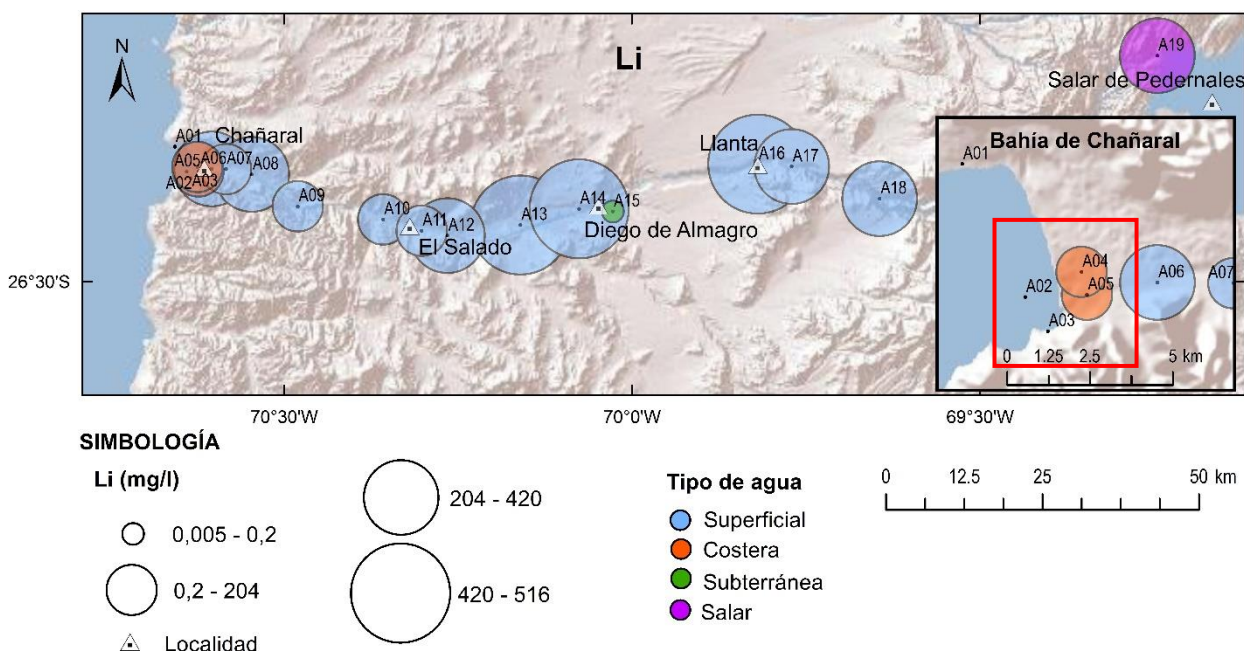 N
Li
A19
Salar de Pedernales
A01
Chañaral
A05
A06
A07
A08
A02
A03
A09
A10
A11
A12
El Salado
A13
A14
A15
Diego de Almagro
Llanta
A16
A17
A18
26°30'S
Bahía de Chañaral
A01
A04
A02
A05
A06
A07
A03
0 1.25 2.5 5 km
70°30'W 70°0'W 69°30'W
SIMBOLOGÍA
Li (mg/l)
0,005 - 0,2
0,2 - 204
Localidad
204 - 420
420 - 516
Tipo de agua
Superficial
Costera
Subterránea
Salar
0 12.5 25 50 km